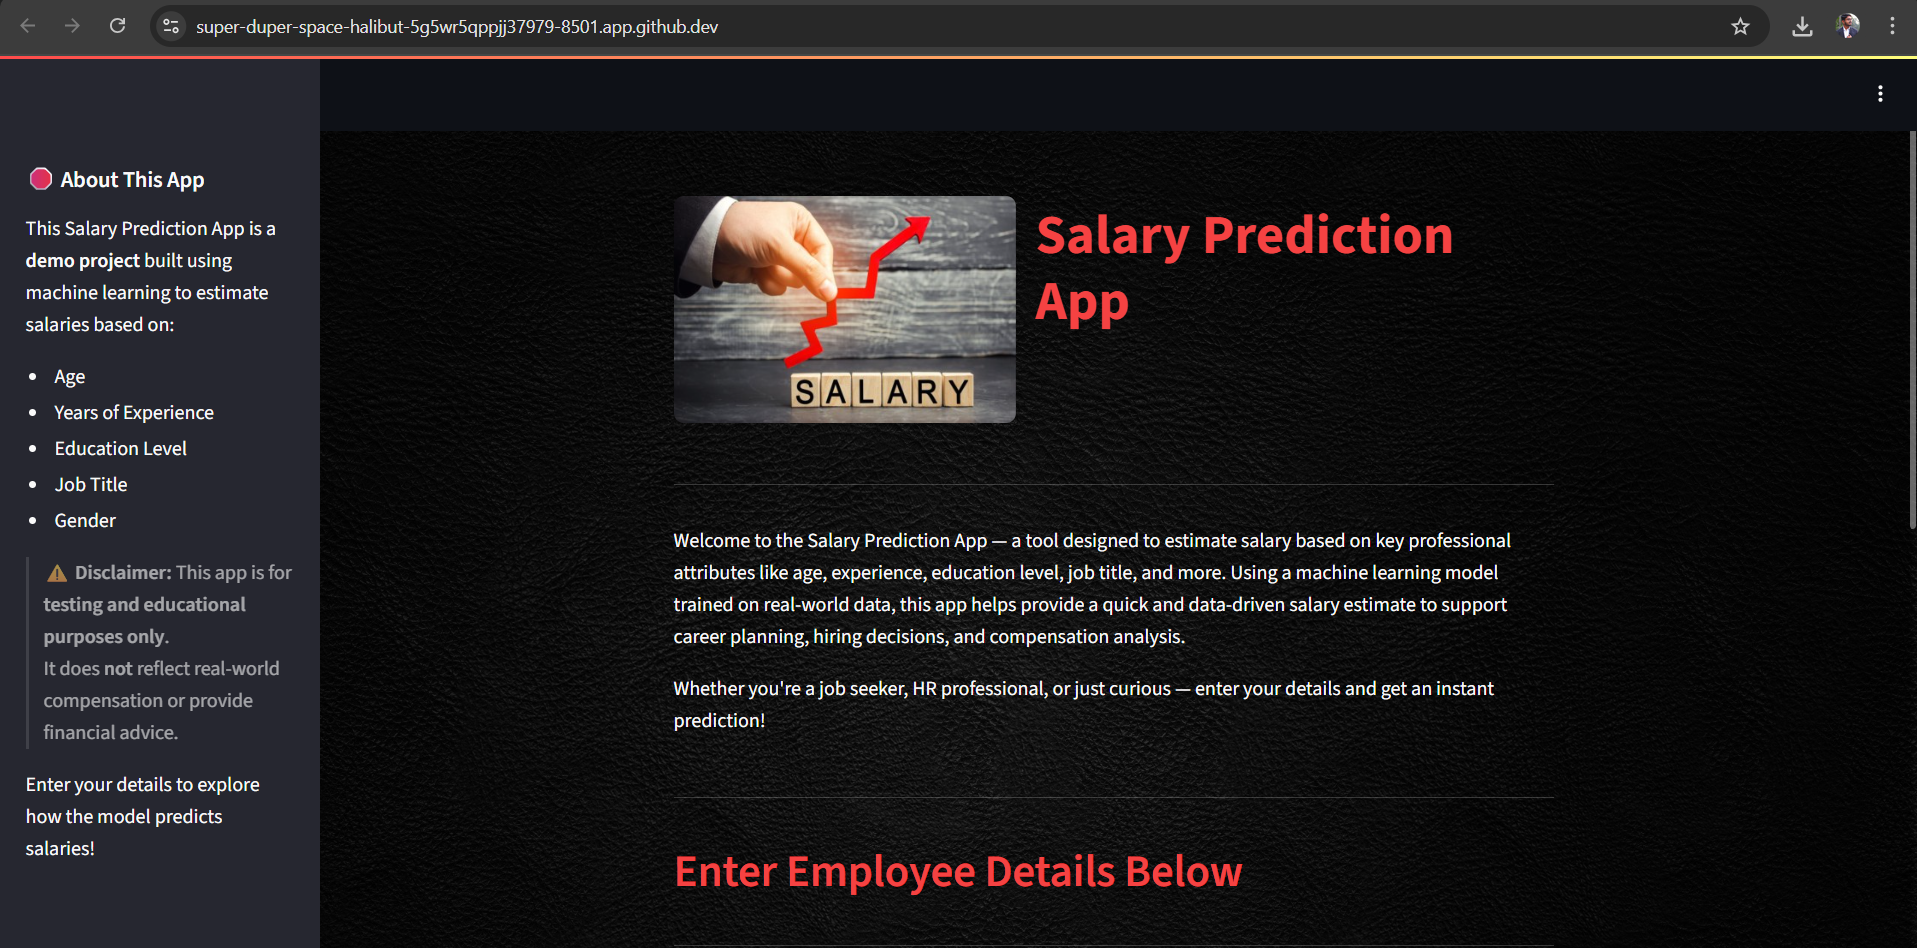 super-duper-space-halibut-5g5wr5qppjj37979-8501.app.github.dev
About This App
This Salary Prediction App is a
demo project built using
machine learning to estimate
salaries based on:
Age
Years of Experience
Education Level
Job Title
Gender
Disclaimer: This app is for
testing and educational
purposes only.
It does not reflect real-world
compensation or provide
financial advice.
Enter your details to explore
how the model predicts
salaries!
SALARY
Salary Prediction
App
Welcome to the Salary Prediction App — a tool designed to estimate salary based on key professional
attributes like age, experience, education level, job title, and more. Using a machine learning model
trained on real-world data, this app helps provide a quick and data-driven salary estimate to support
career planning, hiring decisions, and compensation analysis.
Whether you're a job seeker, HR professional, or just curious — enter your details and get an instant
prediction!
Enter Employee Details Below